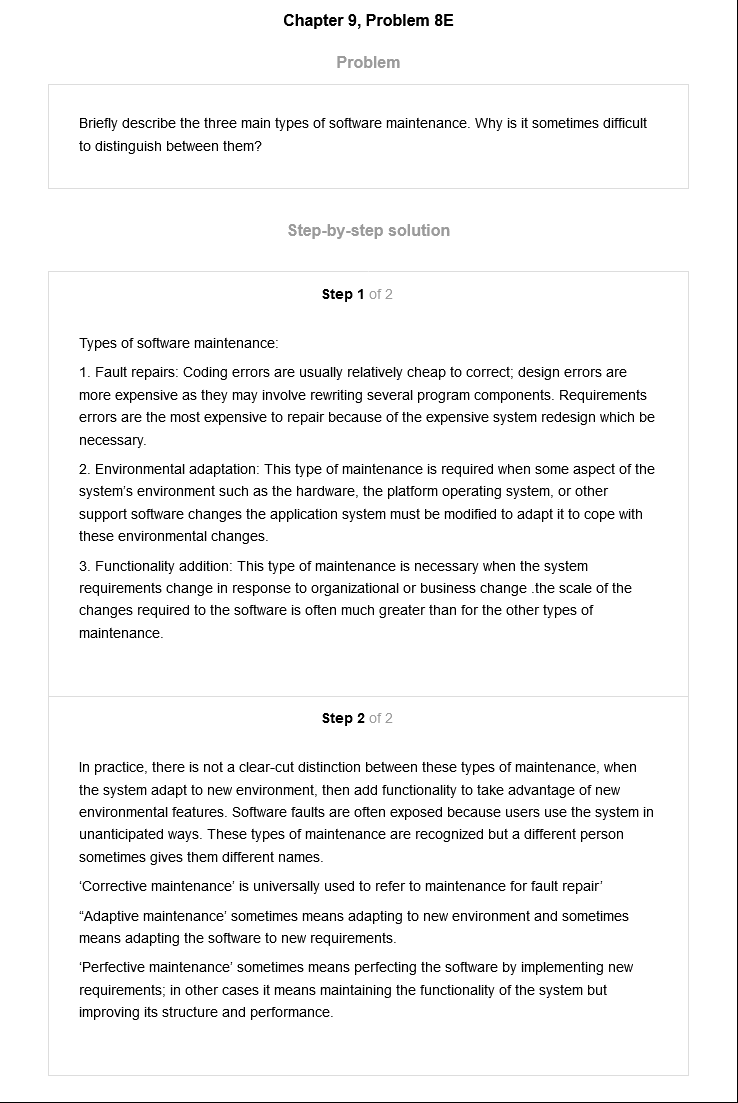 Chapter 9, Problem 8E
Problem
Briefly describe the three main types of software maintenance. Why is it sometimes difficult
to distinguish between them?
Step-by-step solution
Step 1 of 2
Types of software maintenance:
1. Fault repairs: Coding errors are usually relatively cheap to correct; design errors are
more expensive as they may involve rewriting several program components. Requirements
errors are the most expensive to repair because of the expensive system redesign which be
necessary.
2. Environmental adaptation: This type of maintenance is required when some aspect of the
system’s environment such as the hardware, the platform operating system, or other
support software changes the application system must be modified to adapt it to cope with
these environmental changes.
3. Functionality addition: This type of maintenance is necessary when the system
requirements change in response to organizational or business change .the scale of the
changes required to the software is often much greater than for the other types of
maintenance.
Step 2 of 2
In practice, there is not a clear-cut distinction between these types of maintenance, when
the system adapt to new environment, then add functionality to take advantage of new
environmental features. Software faults are often exposed because users use the system in
unanticipated ways. These types of maintenance are recognized but a different person
sometimes gives them different names.
‘Corrective maintenance’ is universally used to refer to maintenance for fault repair’
“Adaptive maintenance’ sometimes means adapting to new environment and sometimes
means adapting the software to new requirements.
‘Perfective maintenance’ sometimes means perfecting the software by implementing new
requirements; in other cases it means maintaining the functionality of the system but
improving its structure and performance.